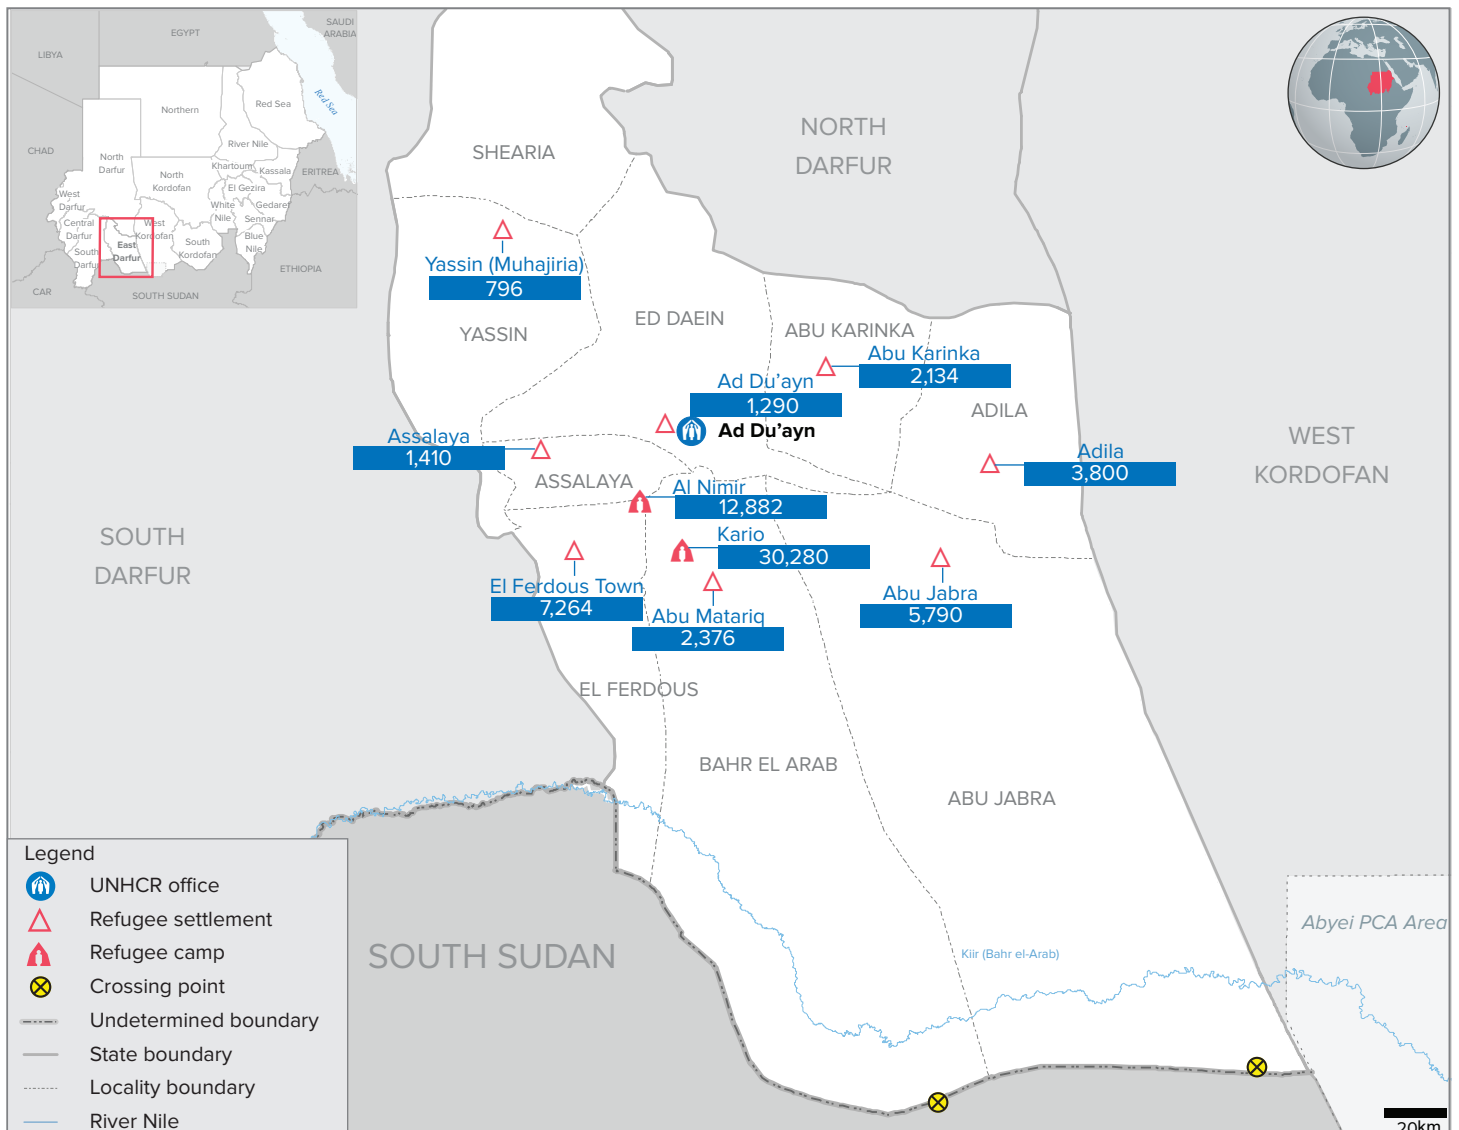 LIBYA
EGYPT
SAUDI
ARABIA
Red Sea
Northern
Red Sea
CHAD
North
Darfur
River Nile
North
Kordofan
Khartoum
Kassala
ERITREA
West
Darfur
El Gezira
White
Nile
Gedaref
Sennar
Central
Darfur
West
Kordofan
East
Darfur
South
Darfur
South
Kordofan
Blue
Nile
ETHIOPIA
CAR
SOUTH SUDAN
NORTH
DARFUR
SHEARIA
Yassin (Muhajiria)
796
YASSIN
ED DAEIN
ABU KARINKA
Abu Karinka
2,134
Ad Du’ayn
1,290
Ad Du’ayn
ADILA
Adila
3,800
WEST
KORDOFAN
Assalaya
1,410
ASSALAYA
Al Nimir
12,882
Kario
30,280
SOUTH
DARFUR
El Ferdous Town
7,264
Abu Matariq
2,376
Abu Jabra
5,790
EL FERDOUS
BAHR EL ARAB
ABU JABRA
SOUTH SUDAN
Kiir (Bahr el-Arab)
Abyei PCA Area
Legend
UNHCR office
Refugee settlement
Refugee camp
Crossing point
Undetermined boundary
State boundary
Locality boundary
River Nile
20km